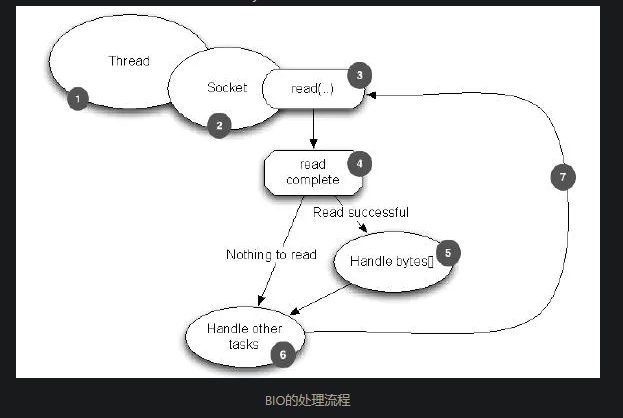 Thread
1
Socket
2
read(..)
3
read
complete
4
Read successful
Nothing to read
Handle bytes[]
5
Handle other
tasks
6
7
BIO的处理流程